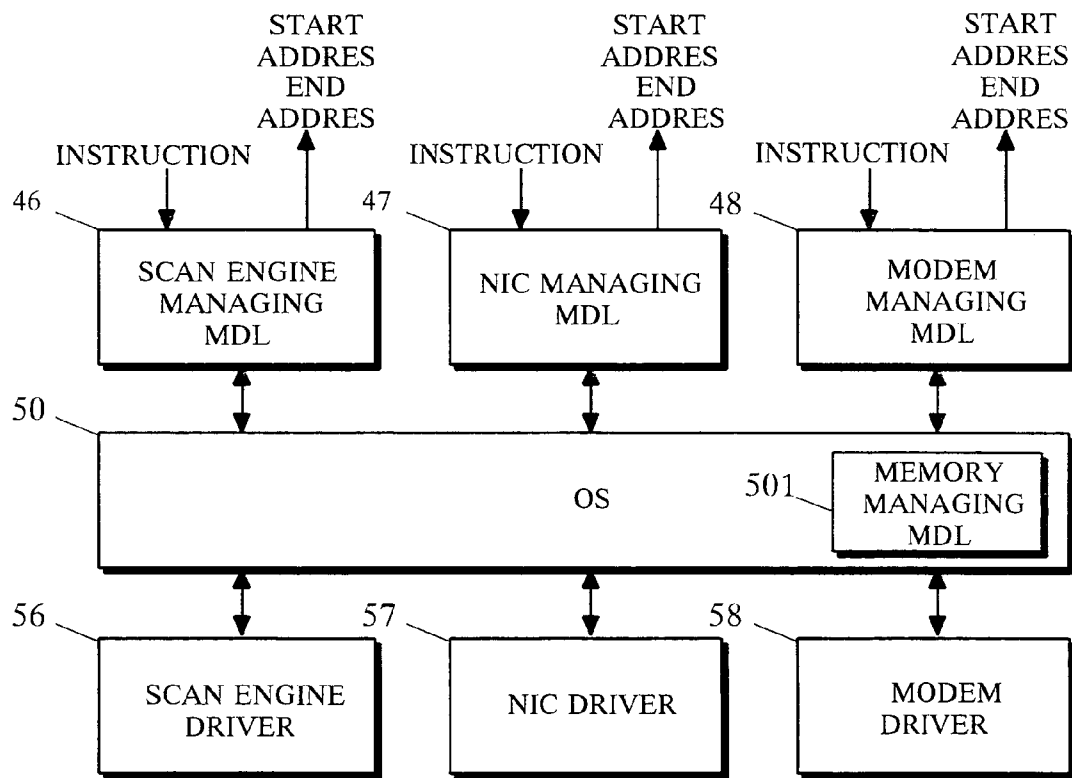 START
ADDRES
END
ADDRES
START
ADDRES
END
ADDRES
START
ADDRES
END
ADDRES
INSTRUCTION
INSTRUCTION
INSTRUCTION
46
47
48
SCAN ENGINE
MANAGING
MDL
NIC MANAGING
MDL
MODEM
MANAGING
MDL
50
OS
501
MEMORY
MANAGING
MDL
56
57
58
SCAN ENGINE
DRIVER
NIC DRIVER
MODEM
DRIVER